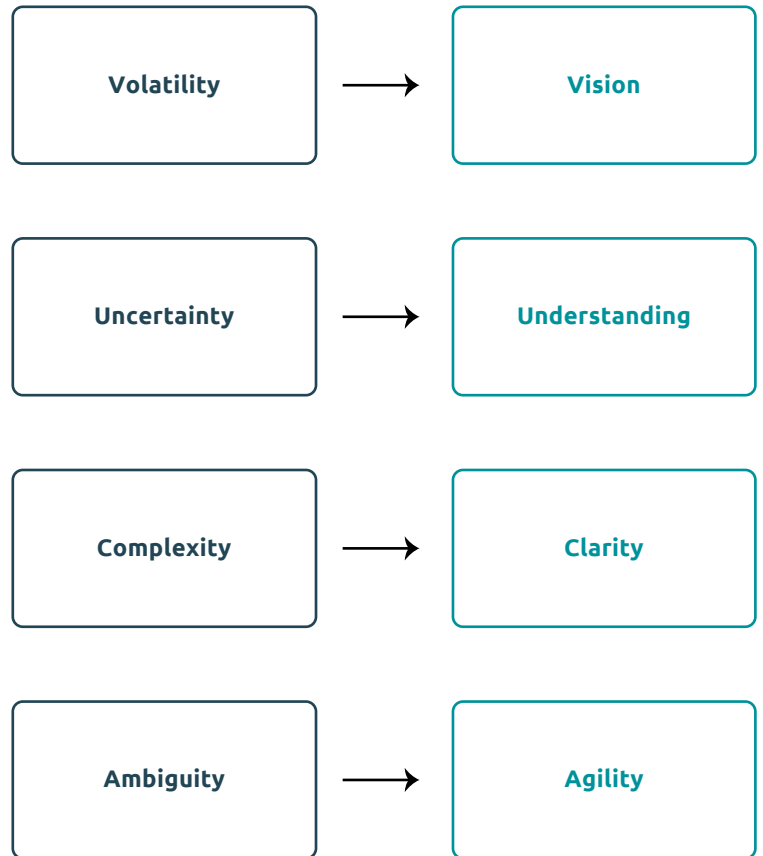 Volatility
Vision
Uncertainty
Understanding
Complexity
Clarity
Ambiguity
Agility